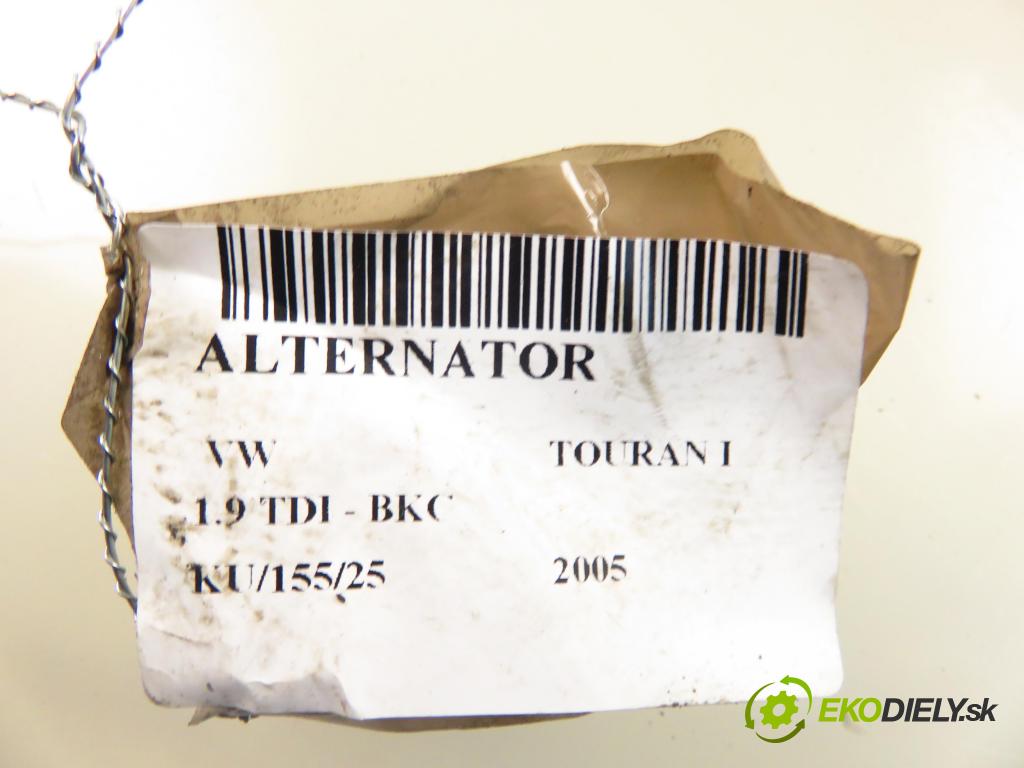 ALTERNATOR
VW TOURAN I
1.9 TDI - BKC
KU/155/25 2005
EKODIELY.sk